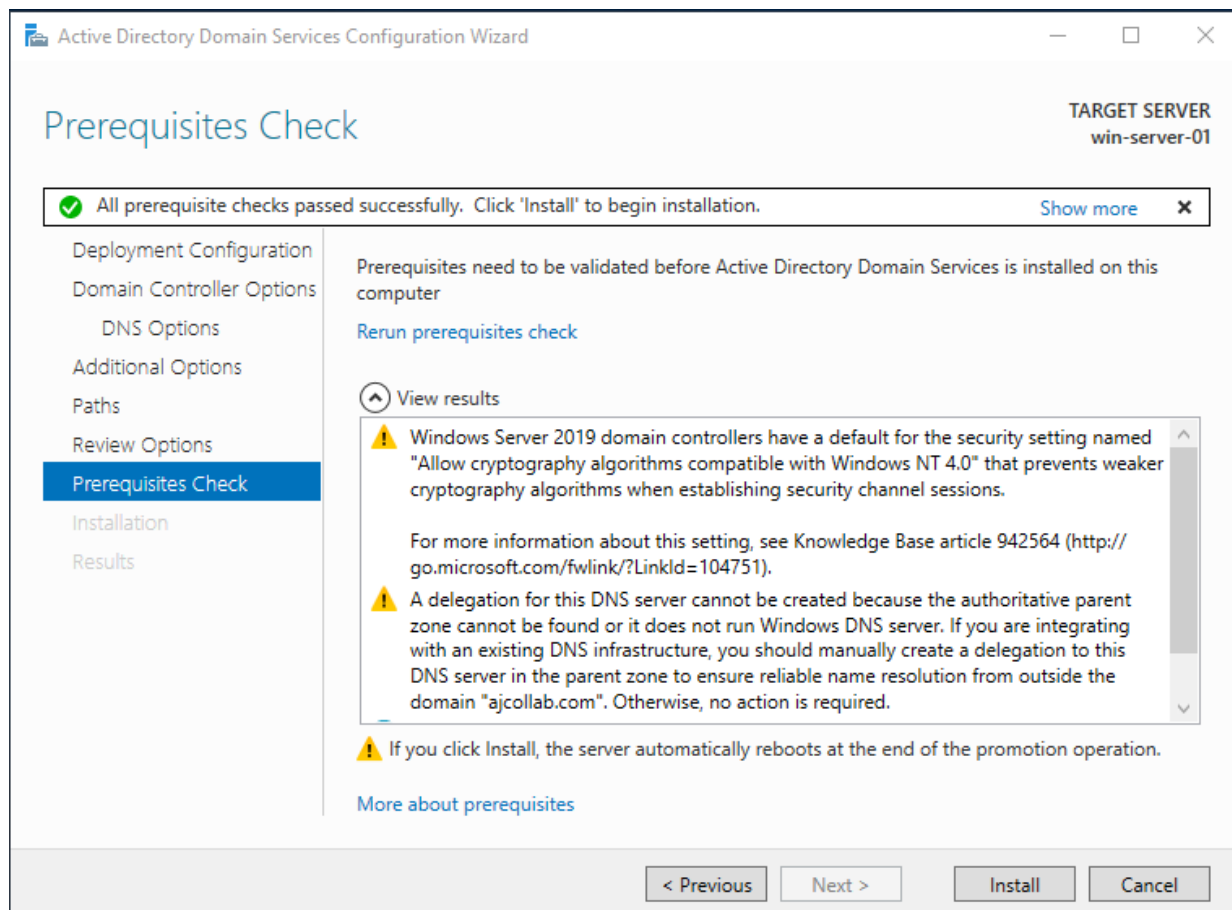 Active Directory Domain Services Configuration Wizard
Prerequisites Check
TARGET SERVER
win-server-01
All prerequisite checks passed successfully. Click 'Install' to begin installation.
Show more
Deployment Configuration
Domain Controller Options
DNS Options
Additional Options
Paths
Review Options
Prerequisites Check
Installation
Results
Prerequisites need to be validated before Active Directory Domain Services is installed on this
computer
Rerun prerequisites check
View results
Windows Server 2019 domain controllers have a default for the security setting named
"Allow cryptography algorithms compatible with Windows NT 4.0" that prevents weaker
cryptography algorithms when establishing security channel sessions.
For more information about this setting, see Knowledge Base article 942564 (http://
go.microsoft.com/fwlink/?LinkId=104751).
A delegation for this DNS server cannot be created because the authoritative parent
zone cannot be found or it does not run Windows DNS server. If you are integrating
with an existing DNS infrastructure, you should manually create a delegation to this
DNS server in the parent zone to ensure reliable name resolution from outside the
domain "ajcollab.com". Otherwise, no action is required.
If you click Install, the server automatically reboots at the end of the promotion operation.
More about prerequisites
< Previous
Next >
Install
Cancel